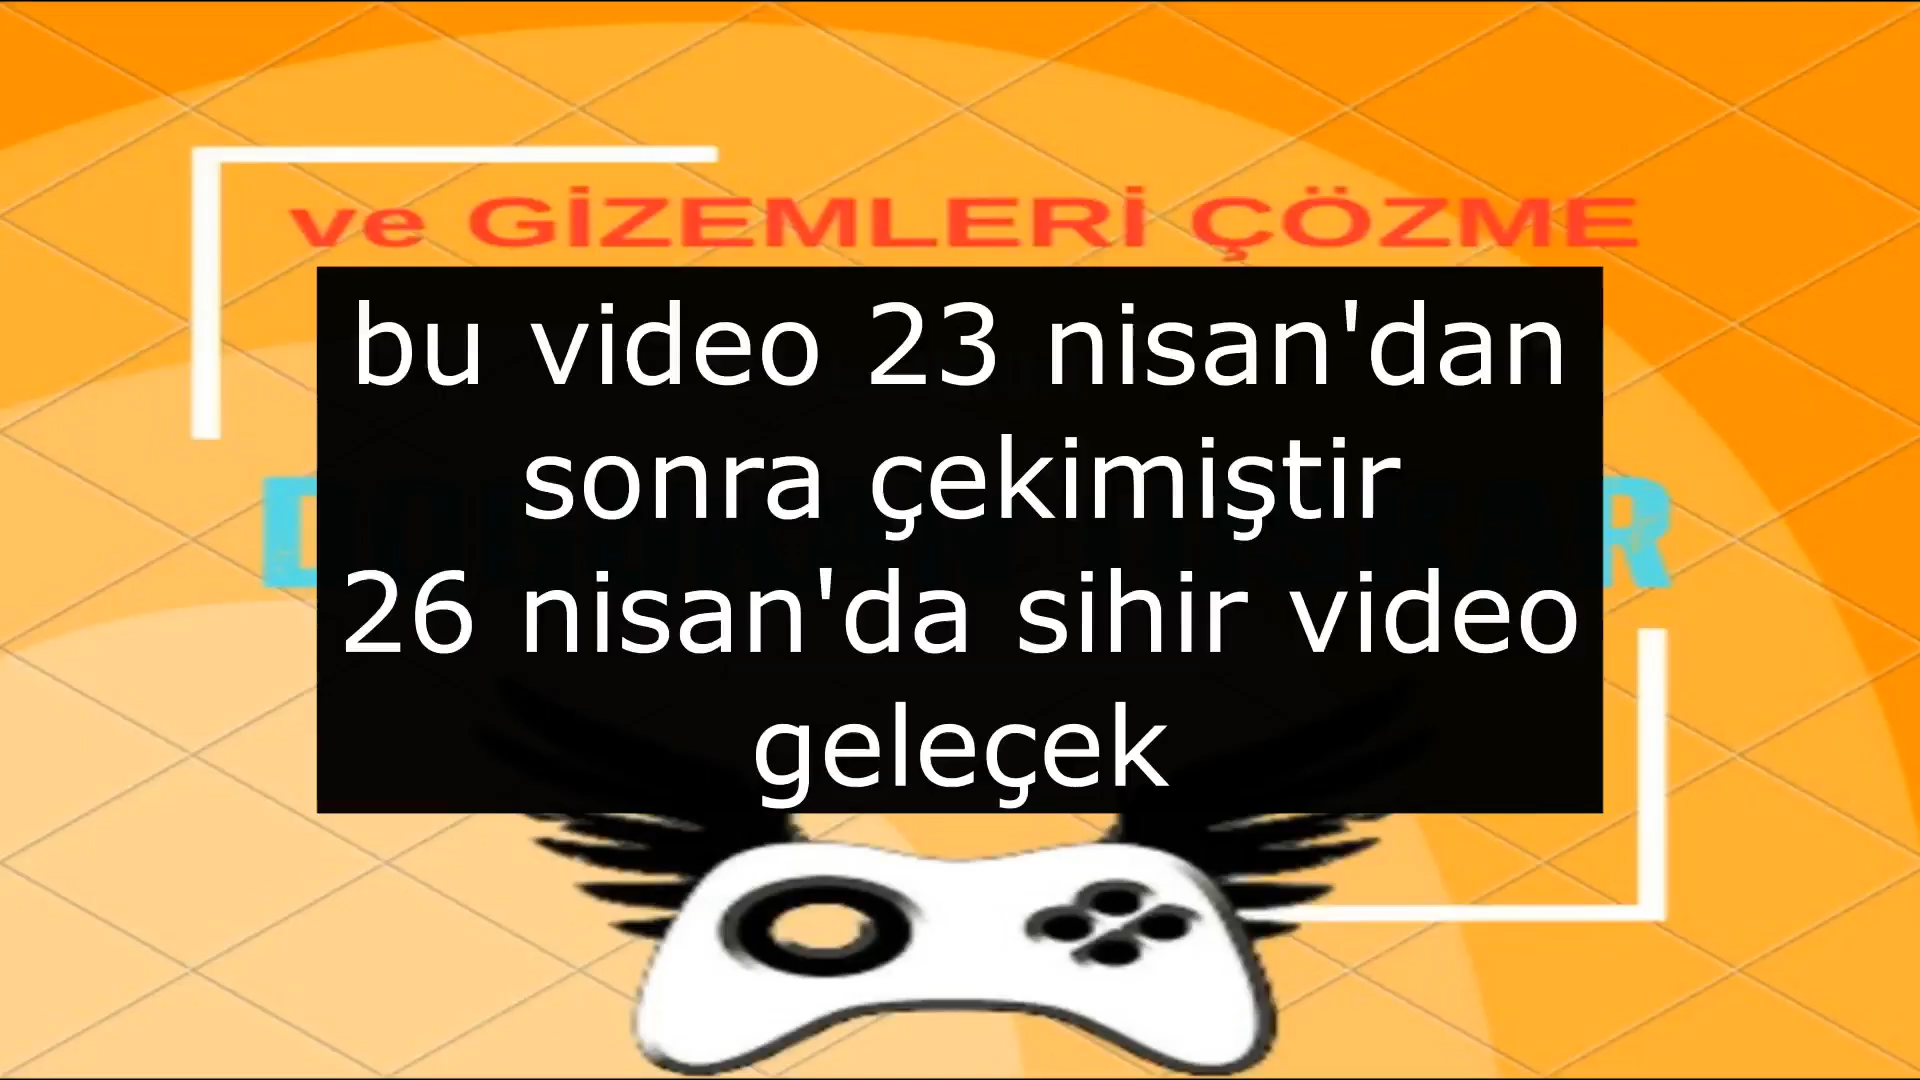 ve GİZEMLERİ ÇÖZME
bu video 23 nisan'dan
sonra çekimiştir
26 nisan'da sihir video
geleçek